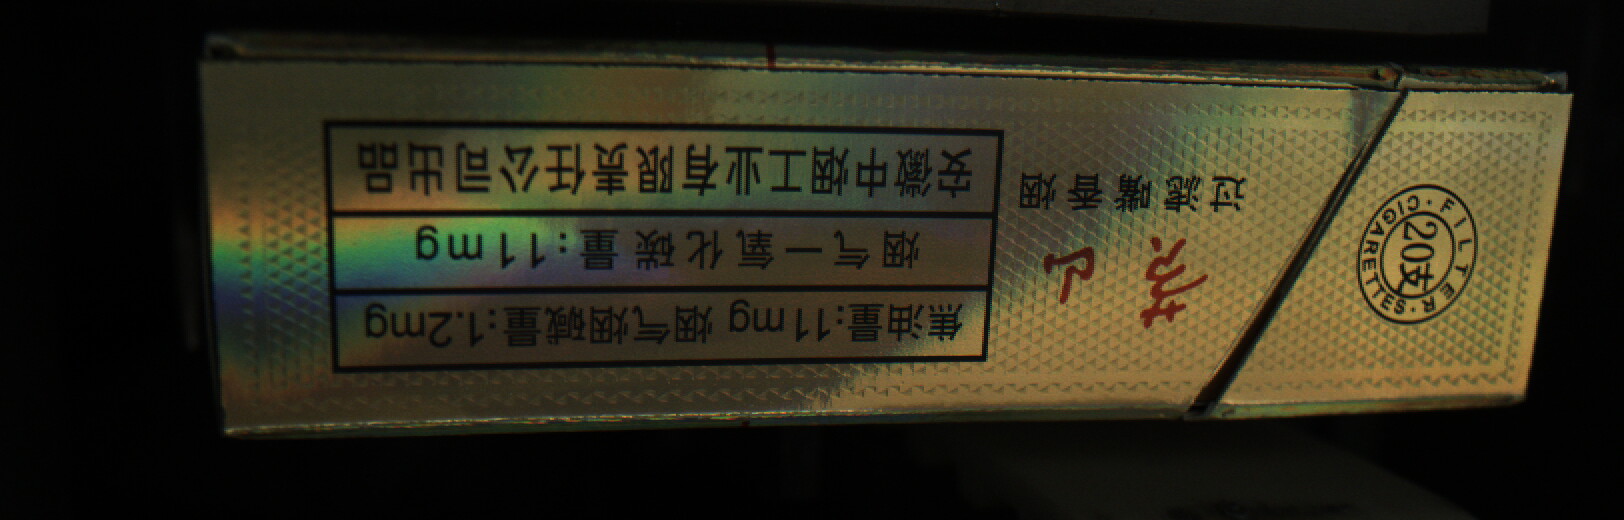 FILTER
20支
CIGARETTES
黄山
过滤嘴香烟
焦油量:11mg 烟气烟碱量:1.2mg
烟气一氧化碳量:11mg
安徽中烟工业有限责任公司出品